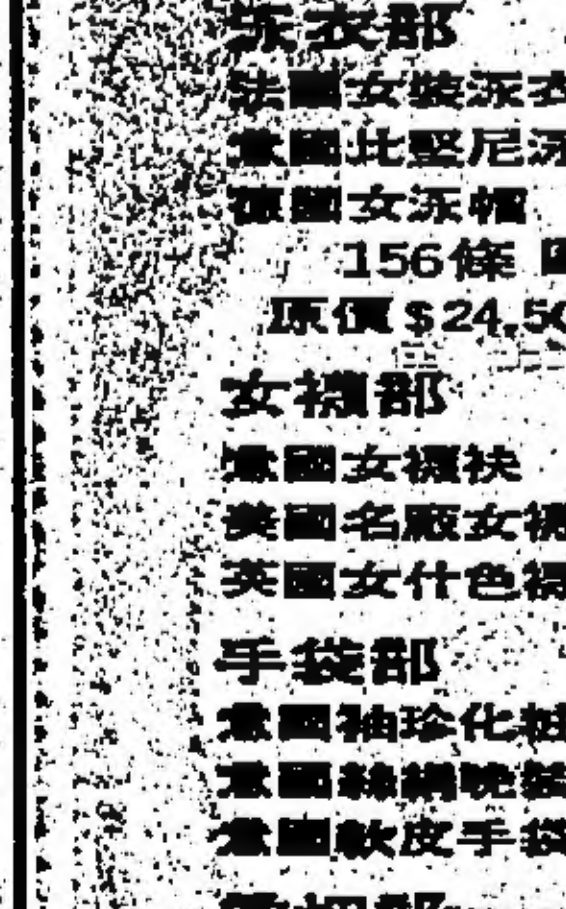 泳衣部
法國女裝泳衣
意國比堅尼泳
德國女泳帽
156條
原價$24.50
女襪部
意國女襪袂
美國名廠女襪
英國女什色襪
手袋部
意國袖珍化粧
意國絲綢晚裝
意國軟皮手袋